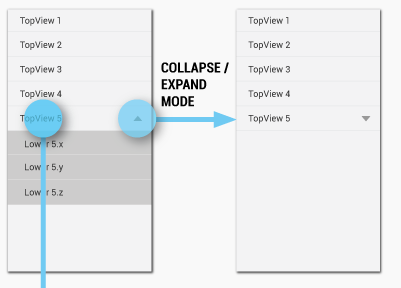 TopView 1
TopView 2
TopView 3
TopView 4
TopView 5
Lower 5.x
Lower 5.y
Lower 5.z
COLLAPSE /
EXPAND
MODE
TopView 1
TopView 2
TopView 3
TopView 4
TopView 5